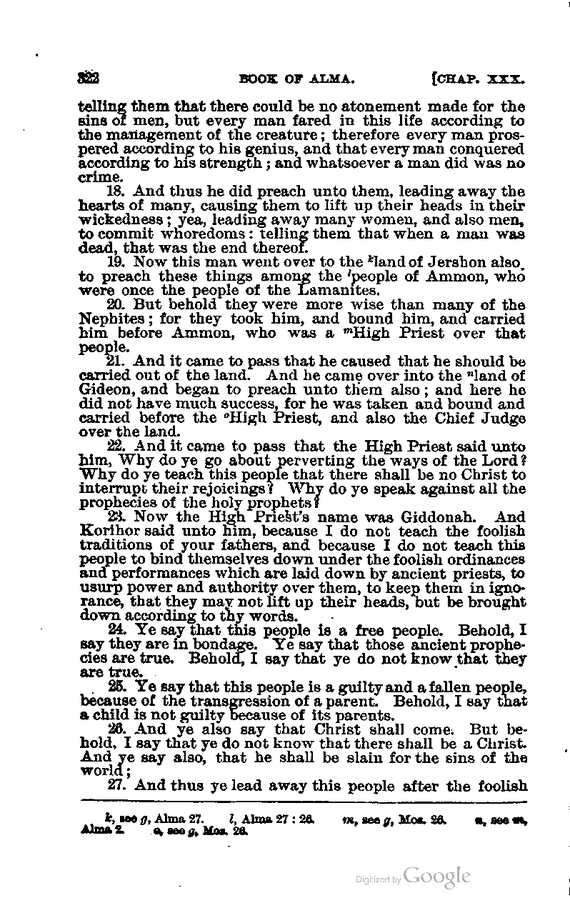 322 BOOK OF ALMA. [CHAP. XXX.
telling them that there could be no atonement made for the
sins of men, but every man fared in this life according to
the management of the creature; therefore every man pros-
pered according to his genius, and that every man conquered
according to his strength; and whatsoever a man did was no
crime.
18. And thus he did preach unto them, leading away the
hearts of many, causing them to lift up their heads in their
wickedness; yea, leading away many women, and also men,
to commit whoredoms: telling them that when a man was
dead, that was the end thereof.
19. Now this man went over to the ᵏland of Jershon also,
to preach these things among the ˡpeople of Ammon, who
were once the people of the Lamanites.
20. But behold they were more wise than many of the
Nephites; for they took him, and bound him, and carried
him before Ammon, who was a ᵐHigh Priest over that
people.
21. And it came to pass that he caused that he should be
carried out of the land. And he came over into the ⁿland of
Gideon, and began to preach unto them also; and here he
did not have much success, for he was taken and bound and
carried before the ᵒHigh Priest, and also the Chief Judge
over the land.
22. And it came to pass that the High Priest said unto
him, Why do ye go about perverting the ways of the Lord?
Why do ye teach this people that there shall be no Christ to
interrupt their rejoicings? Why do ye speak against all the
prophecies of the holy prophets?
23. Now the High Priest's name was Giddonah. And
Korihor said unto him, because I do not teach the foolish
traditions of your fathers, and because I do not teach this
people to bind themselves down under the foolish ordinances
and performances which are laid down by ancient priests, to
usurp power and authority over them, to keep them in igno-
rance, that they may not lift up their heads, but be brought
down according to thy words.
24. Ye say that this people is a free people. Behold, I
say they are in bondage. Ye say that those ancient prophe-
cies are true. Behold, I say that ye do not know that they
are true.
25. Ye say that this people is a guilty and a fallen people,
because of the transgression of a parent. Behold, I say that
a child is not guilty because of its parents.
26. And ye also say that Christ shall come. But be-
hold, I say that ye do not know that there shall be a Christ.
And ye say also, that he shall be slain for the sins of the
world;
27. And thus ye lead away this people after the foolish
k, see g, Alma 27. l, Alma 27 : 26. m, see g, Mos. 26. n, see m,
Alma 2. o, see g, Mos. 26.
Digitized by Google